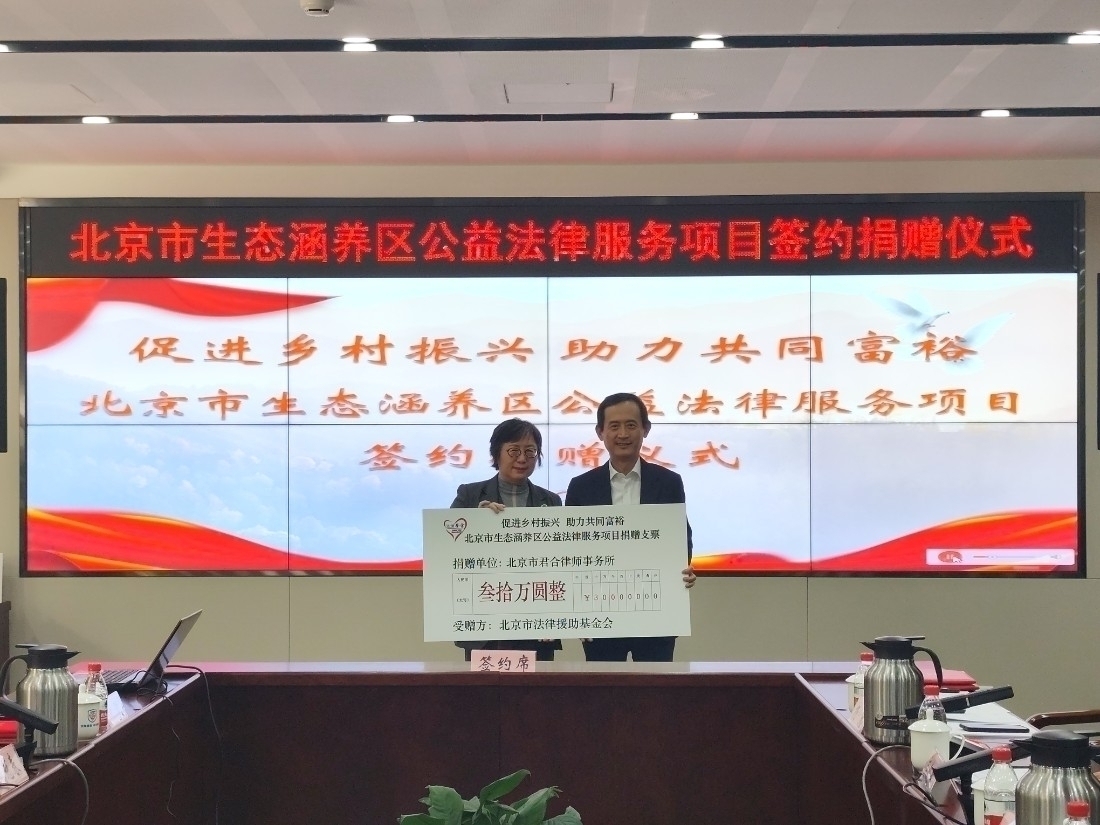 北京市生态涵养区公益法律服务项目签约捐赠仪式
促进乡村振兴 助力共同富裕
北京市生态涵养区公益法律服务项目
签约 赠仪式
促进乡村振兴 助力共同富裕
北京市生态涵养区公益法律服务项目捐赠支票
捐赠单位: 北京市君合律师事务所
叁拾万圆整 ¥30000000
受赠方: 北京市法律援助基金会
签约席